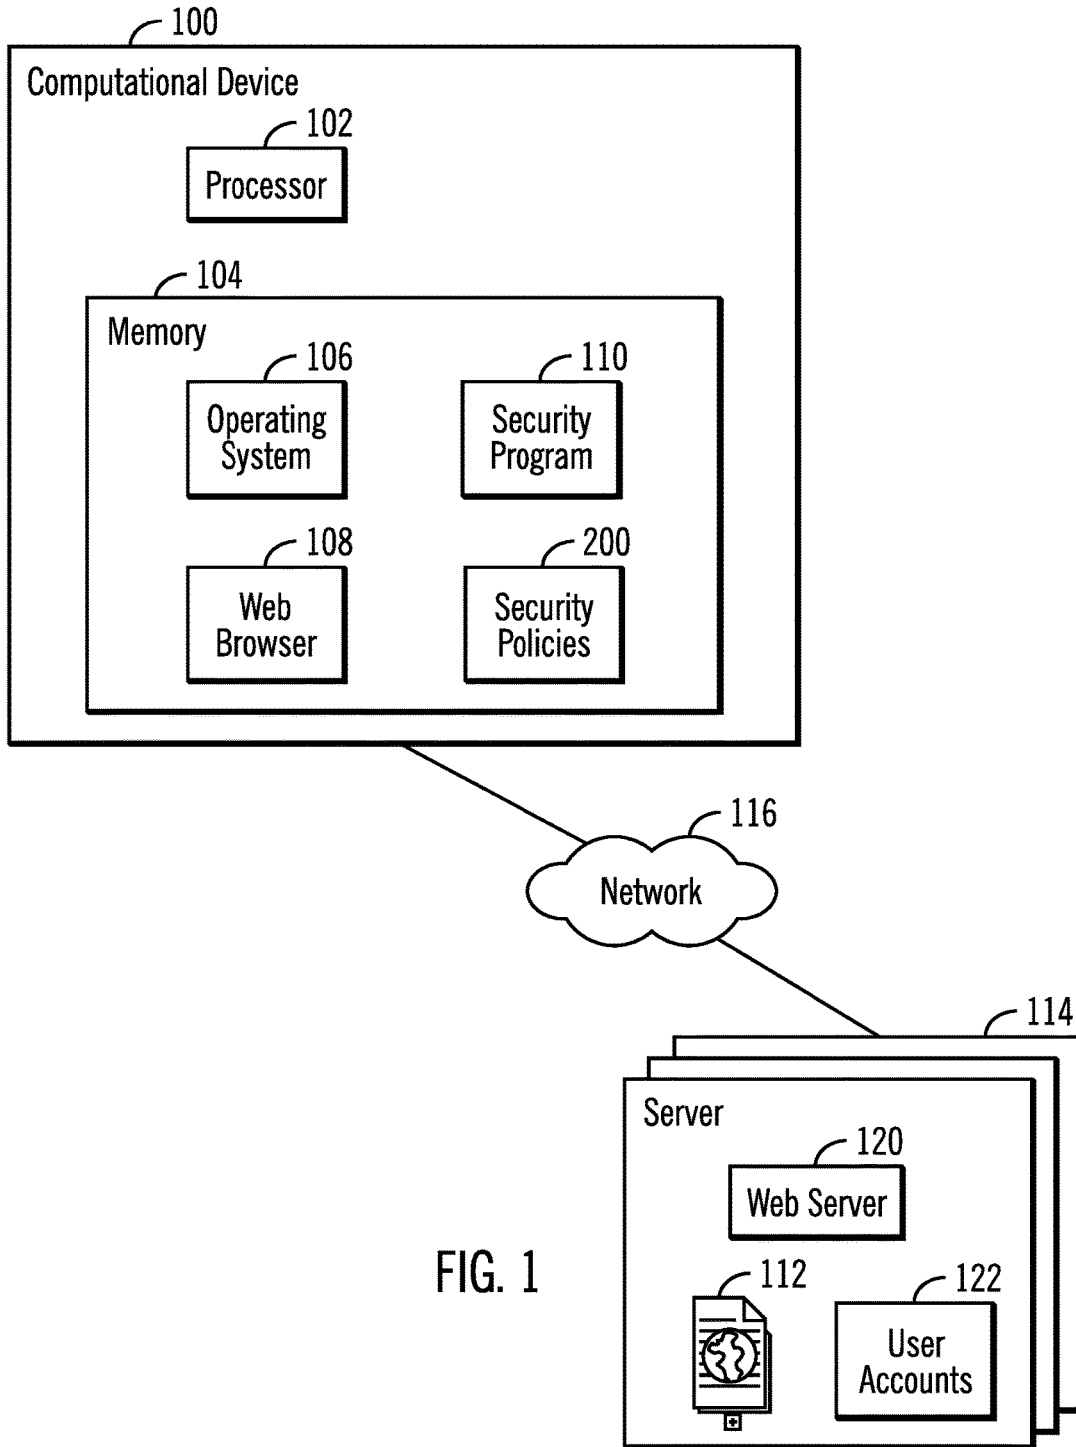 100
Computational Device
102
Processor
104
Memory
106
Operating
System
110
Security
Program
108
Web
Browser
200
Security
Policies
116
Network
114
Server
120
Web Server
FIG. 1
112
122
User
Accounts